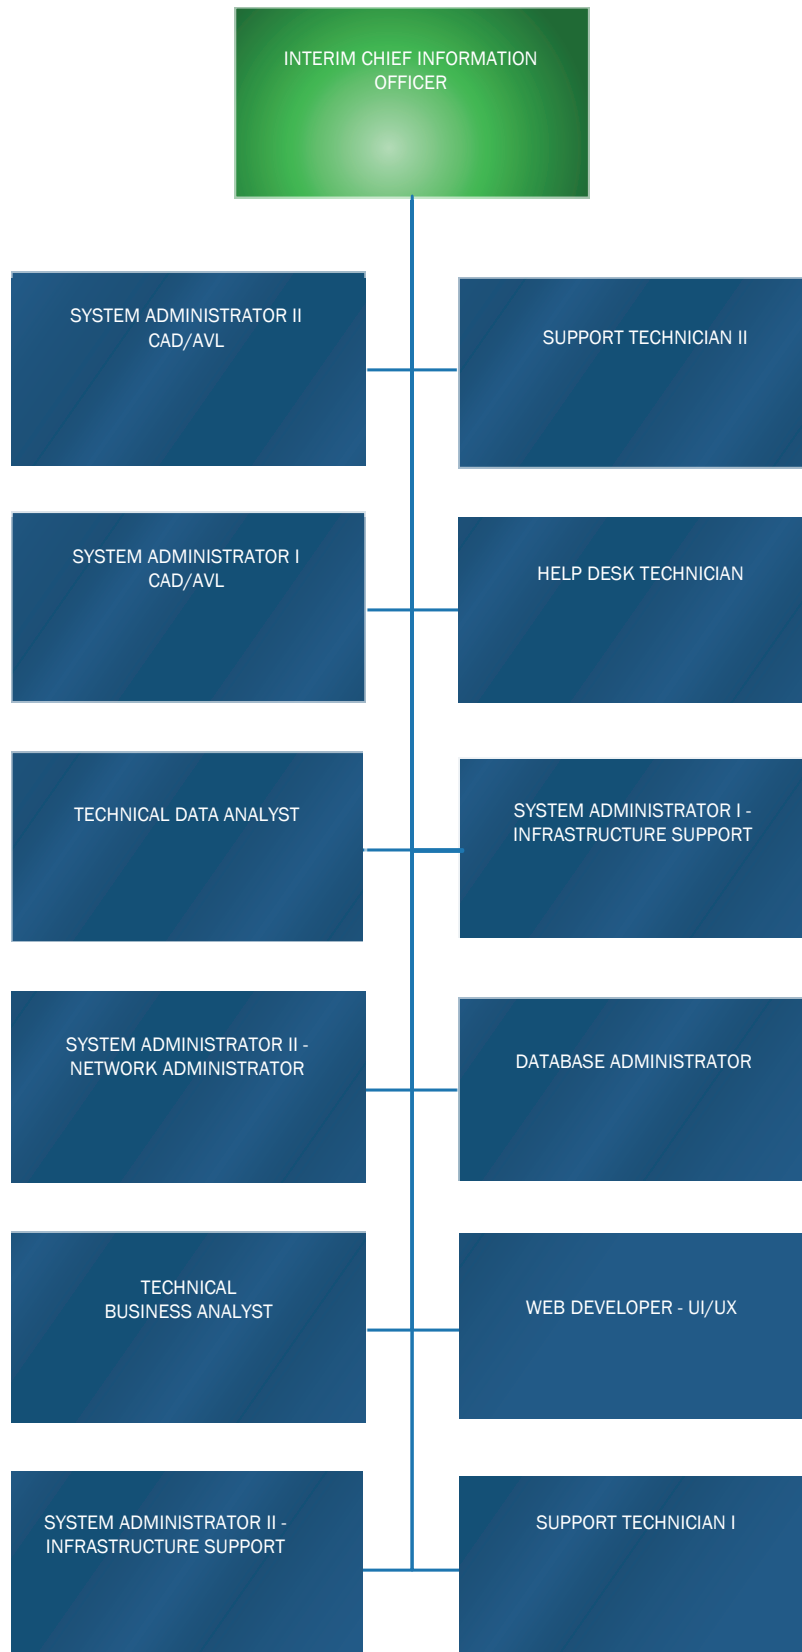 INTERIM CHIEF INFORMATION
OFFICER
SYSTEM ADMINISTRATOR II
CAD/AVL
SUPPORT TECHNICIAN II
SYSTEM ADMINISTRATOR I
CAD/AVL
HELP DESK TECHNICIAN
TECHNICAL DATA ANALYST
SYSTEM ADMINISTRATOR I -
INFRASTRUCTURE SUPPORT
SYSTEM ADMINISTRATOR II -
NETWORK ADMINISTRATOR
DATABASE ADMINISTRATOR
TECHNICAL
BUSINESS ANALYST
WEB DEVELOPER - UI/UX
SYSTEM ADMINISTRATOR II -
INFRASTRUCTURE SUPPORT
SUPPORT TECHNICIAN I